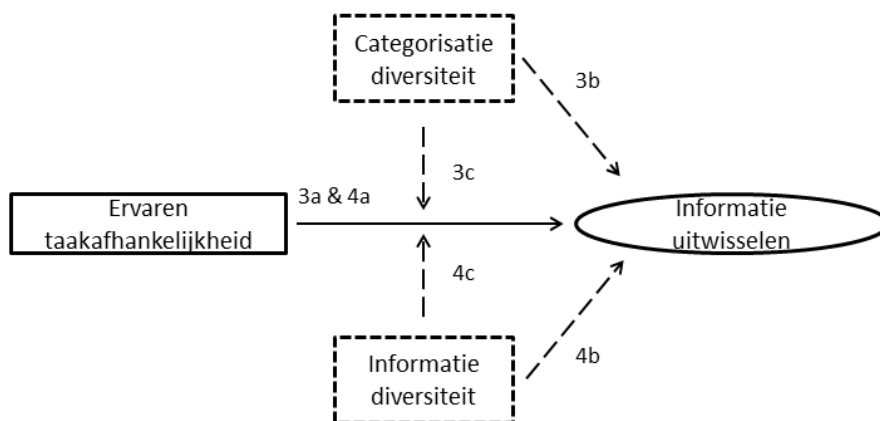 Categorisatie
diversiteit
3b
3c
3a & 4a
Ervaren
taakafhankelijkheid
Informatie
uitwisselen
4c
4b
Informatie
diversiteit